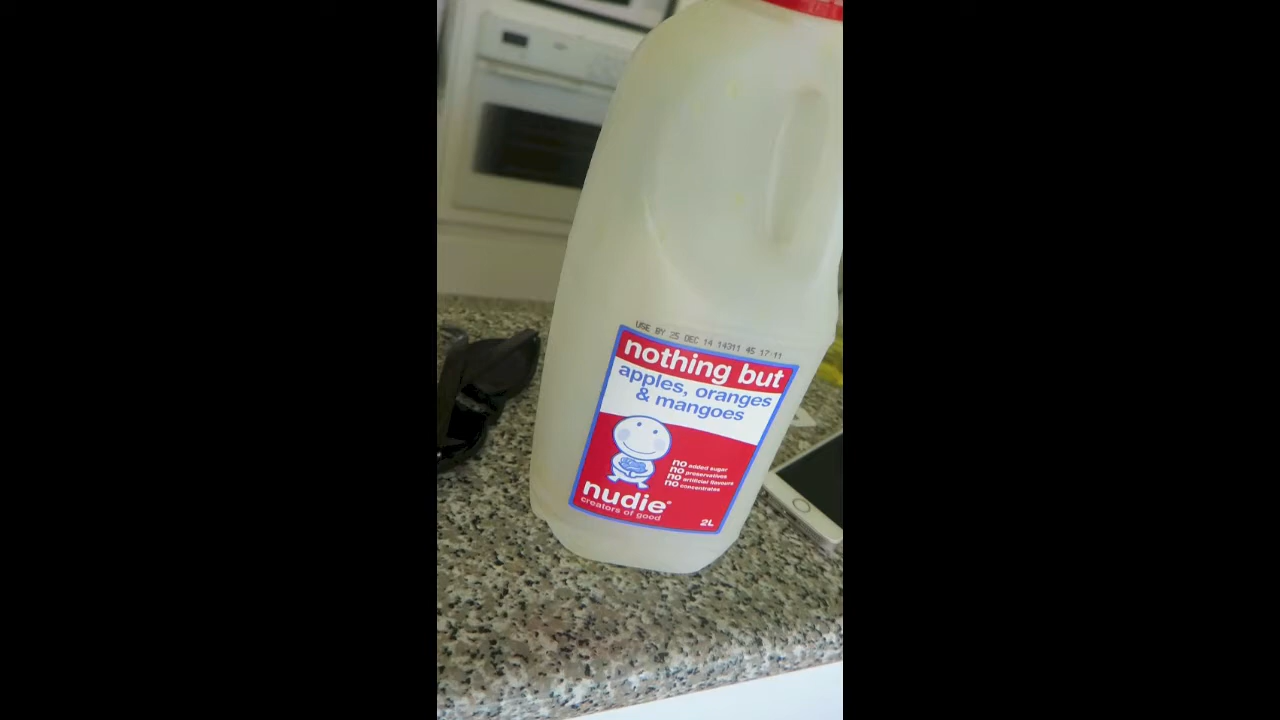 USE BY 25 DEC 14 14311 45 17:11
nothing but
apples, oranges
& mangoes
no added sugar
no preservatives
no artificial flavours
no concentrates
nudie
creators of good
2L